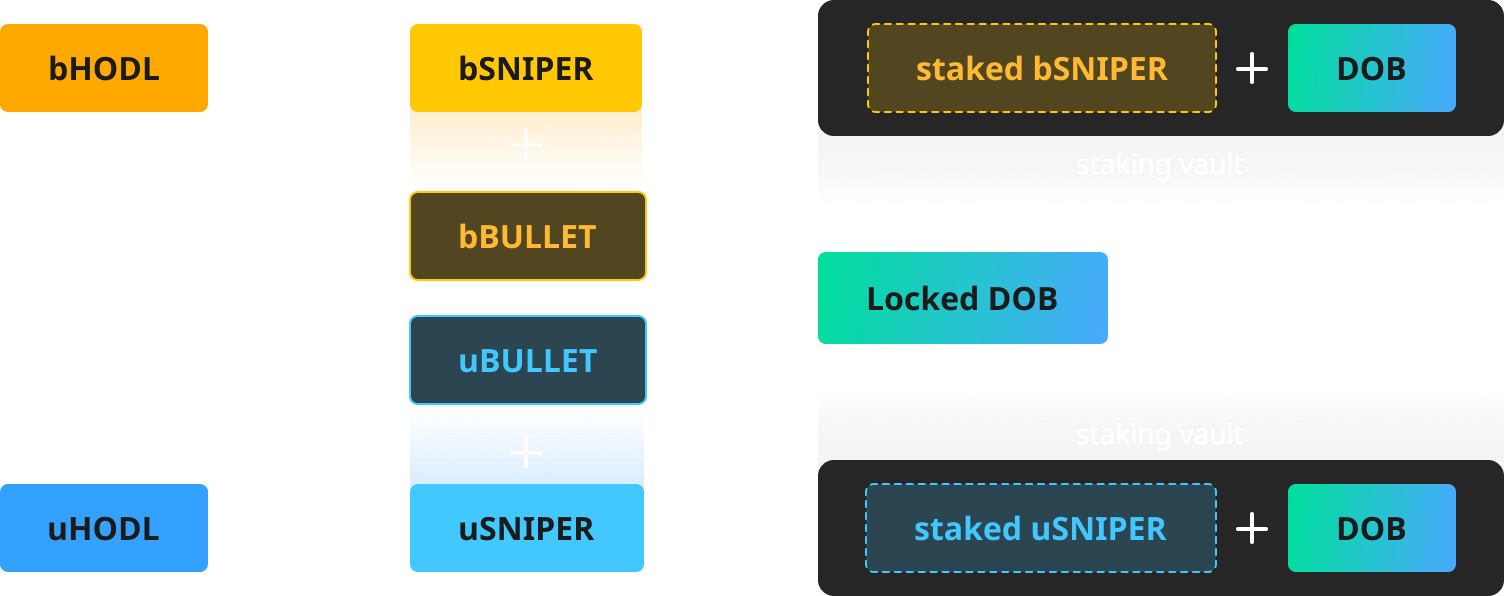 bHODL
bSNIPER
+
bBULLET
uBULLET
+
uHODL
uSNIPER
staked bSNIPER + DOB
staking vault
Locked DOB
staking vault
staked uSNIPER + DOB